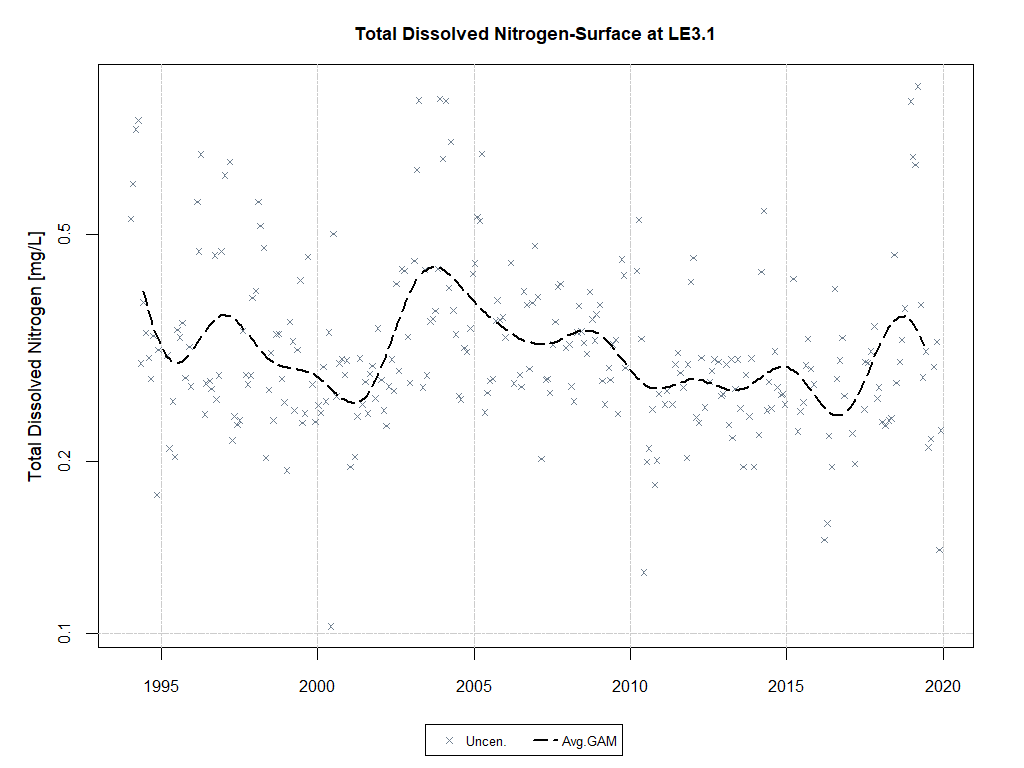 Total Dissolved Nitrogen-Surface at LE3.1
Total Dissolved Nitrogen [mg/L]
0.5
0.2
0.1
1995 2000 2005 2010 2015 2020
Uncen. Avg.GAM